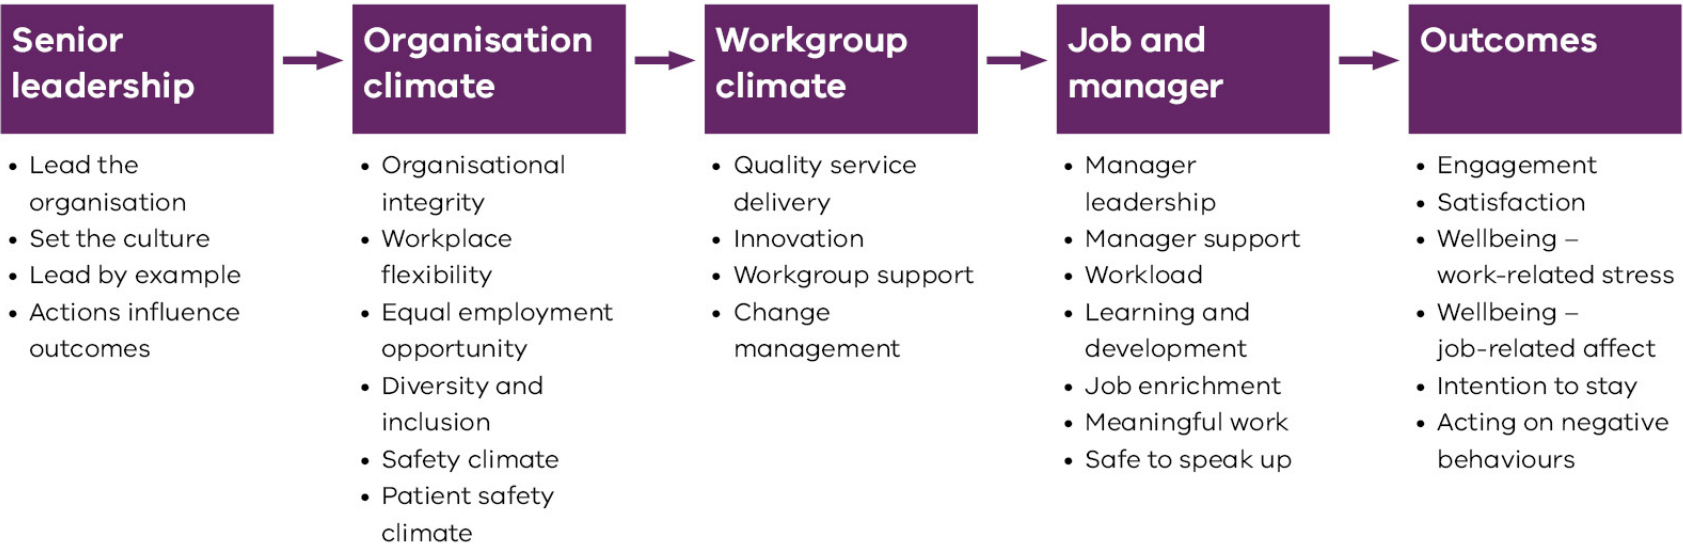 Senior
leadership
• Lead the
organisation
• Set the culture
• Lead by example
• Actions influence
outcomes
Organisation
climate
• Organisational
integrity
• Workplace
flexibility
• Equal employment
opportunity
• Diversity and
inclusion
• Safety climate
• Patient safety
climate
Workgroup
climate
• Quality service
delivery
• Innovation
• Workgroup support
• Change
management
Job and
manager
• Manager
leadership
• Manager support
• Workload
• Learning and
development
• Job enrichment
• Meaningful work
• Safe to speak up
Outcomes
• Engagement
• Satisfaction
• Wellbeing –
work-related stress
• Wellbeing –
job-related affect
• Intention to stay
• Acting on negative
behaviours